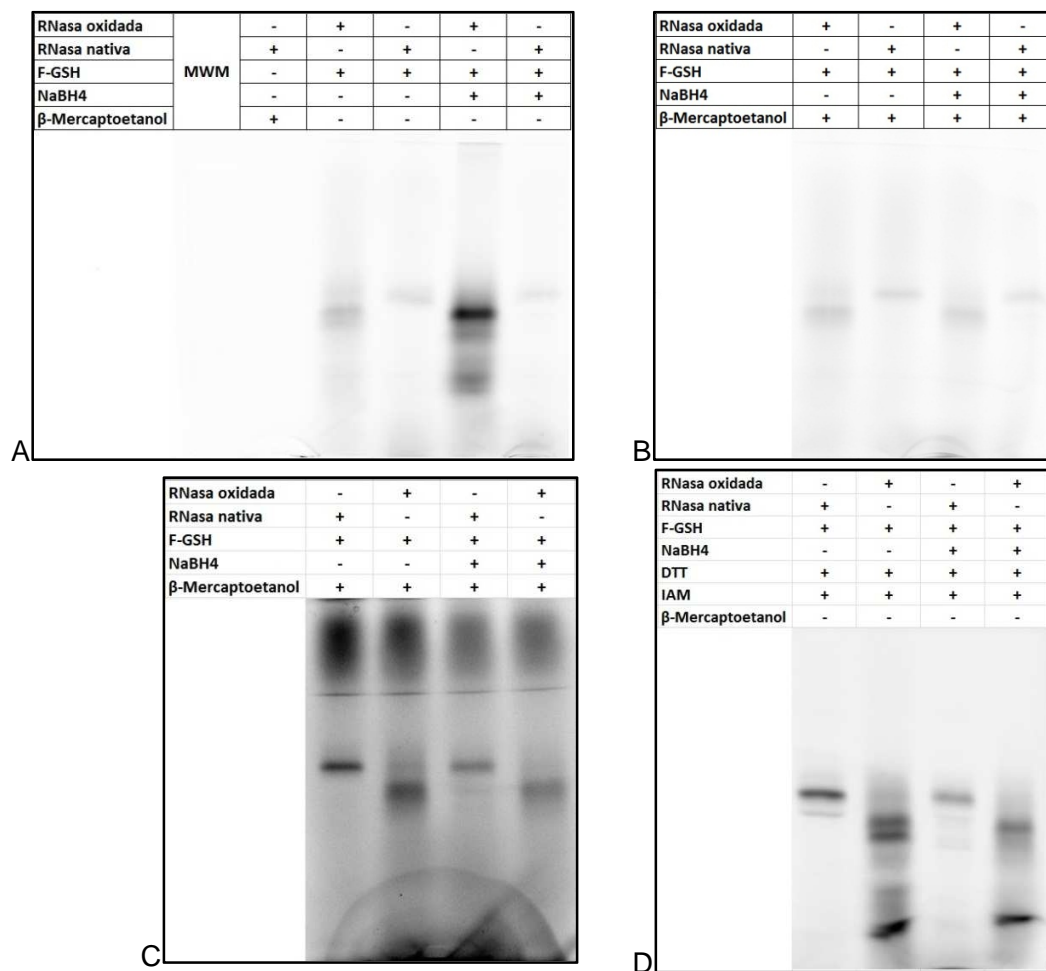 RNasa oxidada - + - + -
RNasa nativa + - + - +
F-GSH MWM - + + + +
NaBH4 - - - + +
β-Mercaptoetanol + - - - -
A
RNasa oxidada + - + -
RNasa nativa - + - +
F-GSH + + + +
NaBH4 - - + +
β-Mercaptoetanol + + + +
B
RNasa oxidada - + - +
RNasa nativa + - + -
F-GSH + + + +
NaBH4 - - + +
β-Mercaptoetanol + + + +
C
RNasa oxidada - + - +
RNasa nativa + - + -
F-GSH + + + +
NaBH4 - - + +
DTT + + + +
IAM + + + +
β-Mercaptoetanol - - - -
D